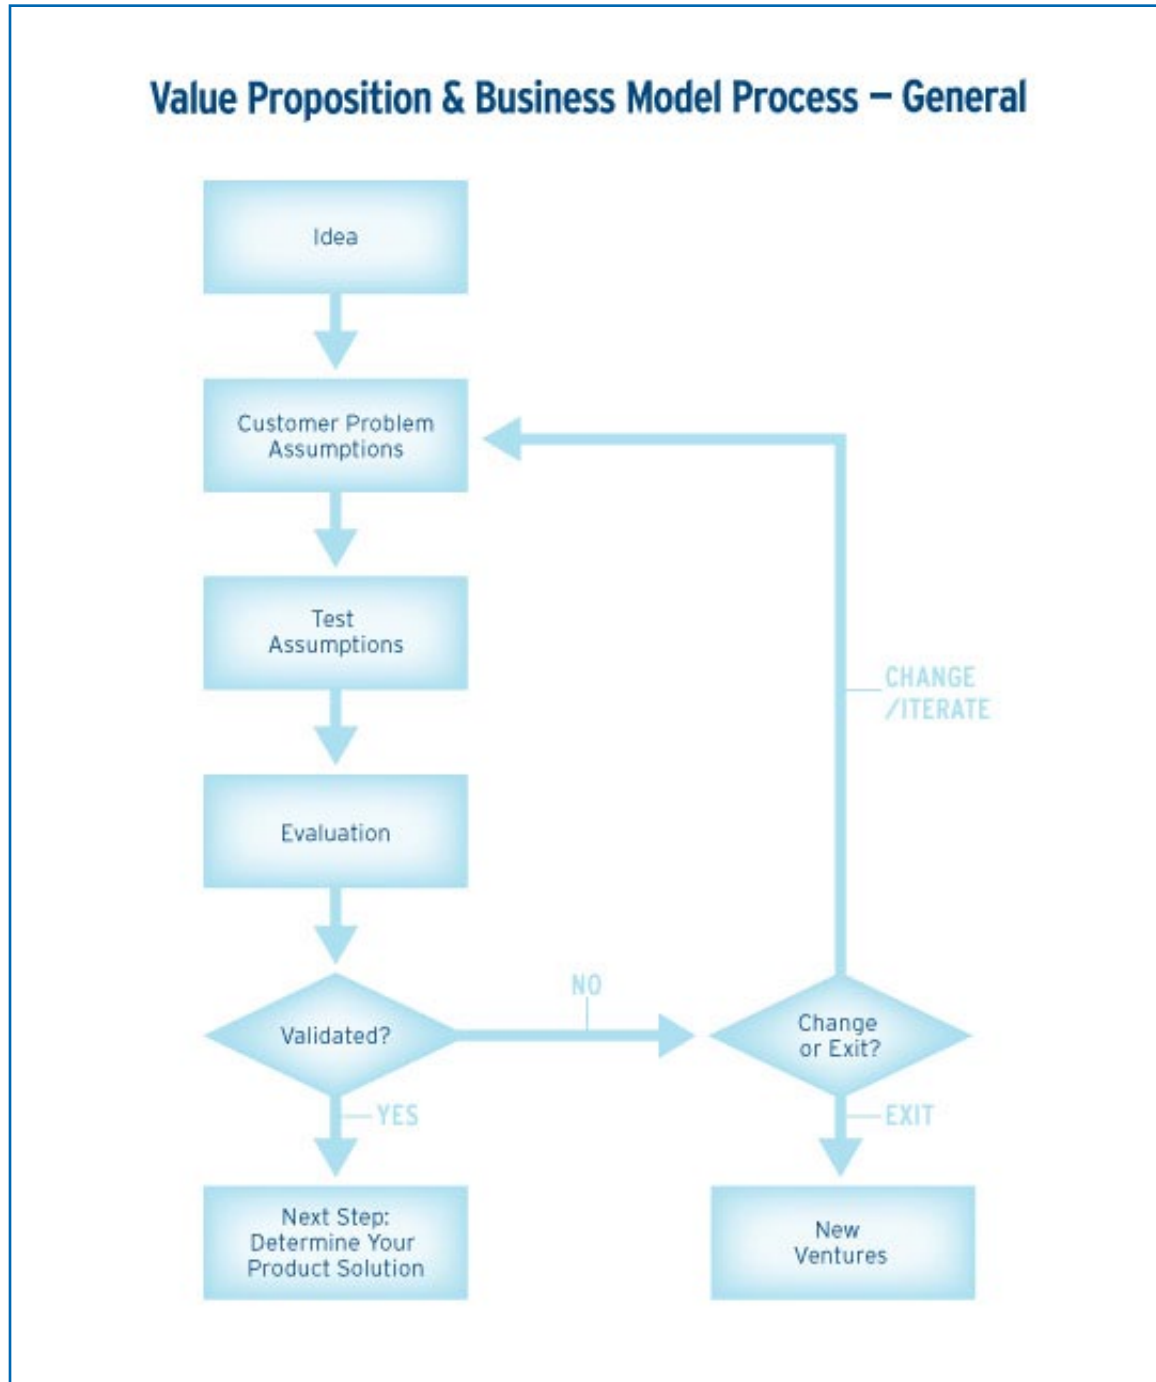 Value Proposition & Business Model Process – General
Idea
Customer Problem
Assumptions
Test
Assumptions
Evaluation
Validated?
NO
Change
or Exit?
CHANGE
/ITERATE
YES
EXIT
Next Step:
Determine Your
Product Solution
New
Ventures